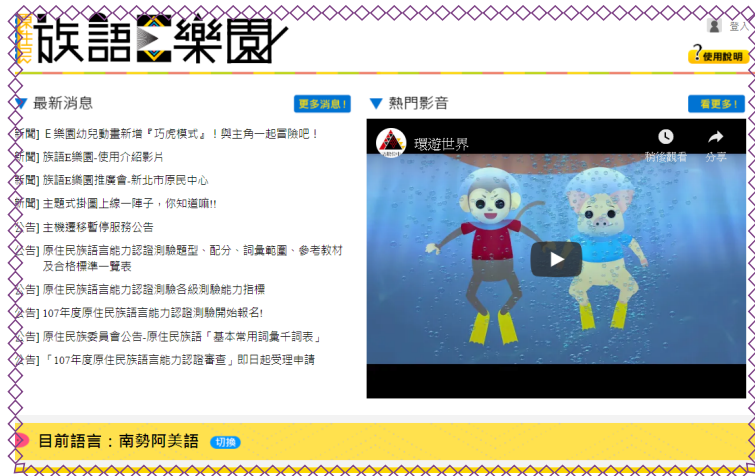 原住民
族語E樂園
登入
?使用說明
最新消息
更多消息!
新聞] E樂園幼兒動畫新增『巧虎模式』!與主角一起冒險吧!
新聞] 族語E樂園-使用介紹影片
新聞] 族語E樂園推廣會-新北市原民中心
新聞] 主題式掛圖上線一陣子,你知道嘛!!
公告] 主機遷移暫停服務公告
公告] 原住民族語言能力認證測驗題型、配分、詞彙範圍、參考教材
及合格標準一覽表
公告] 原住民族語言能力認證測驗各級測驗能力指標
公告] 107年度原住民族語言能力認證測驗開始報名!
公告] 原住民族委員會公告-原住民族語「基本常用詞彙千詞表」
公告] 「107年度原住民族語言能力認證審查」即日起受理申請
熱門影音
看更多!
環遊世界
稍後觀看
分享
目前語言:南勢阿美語
切換